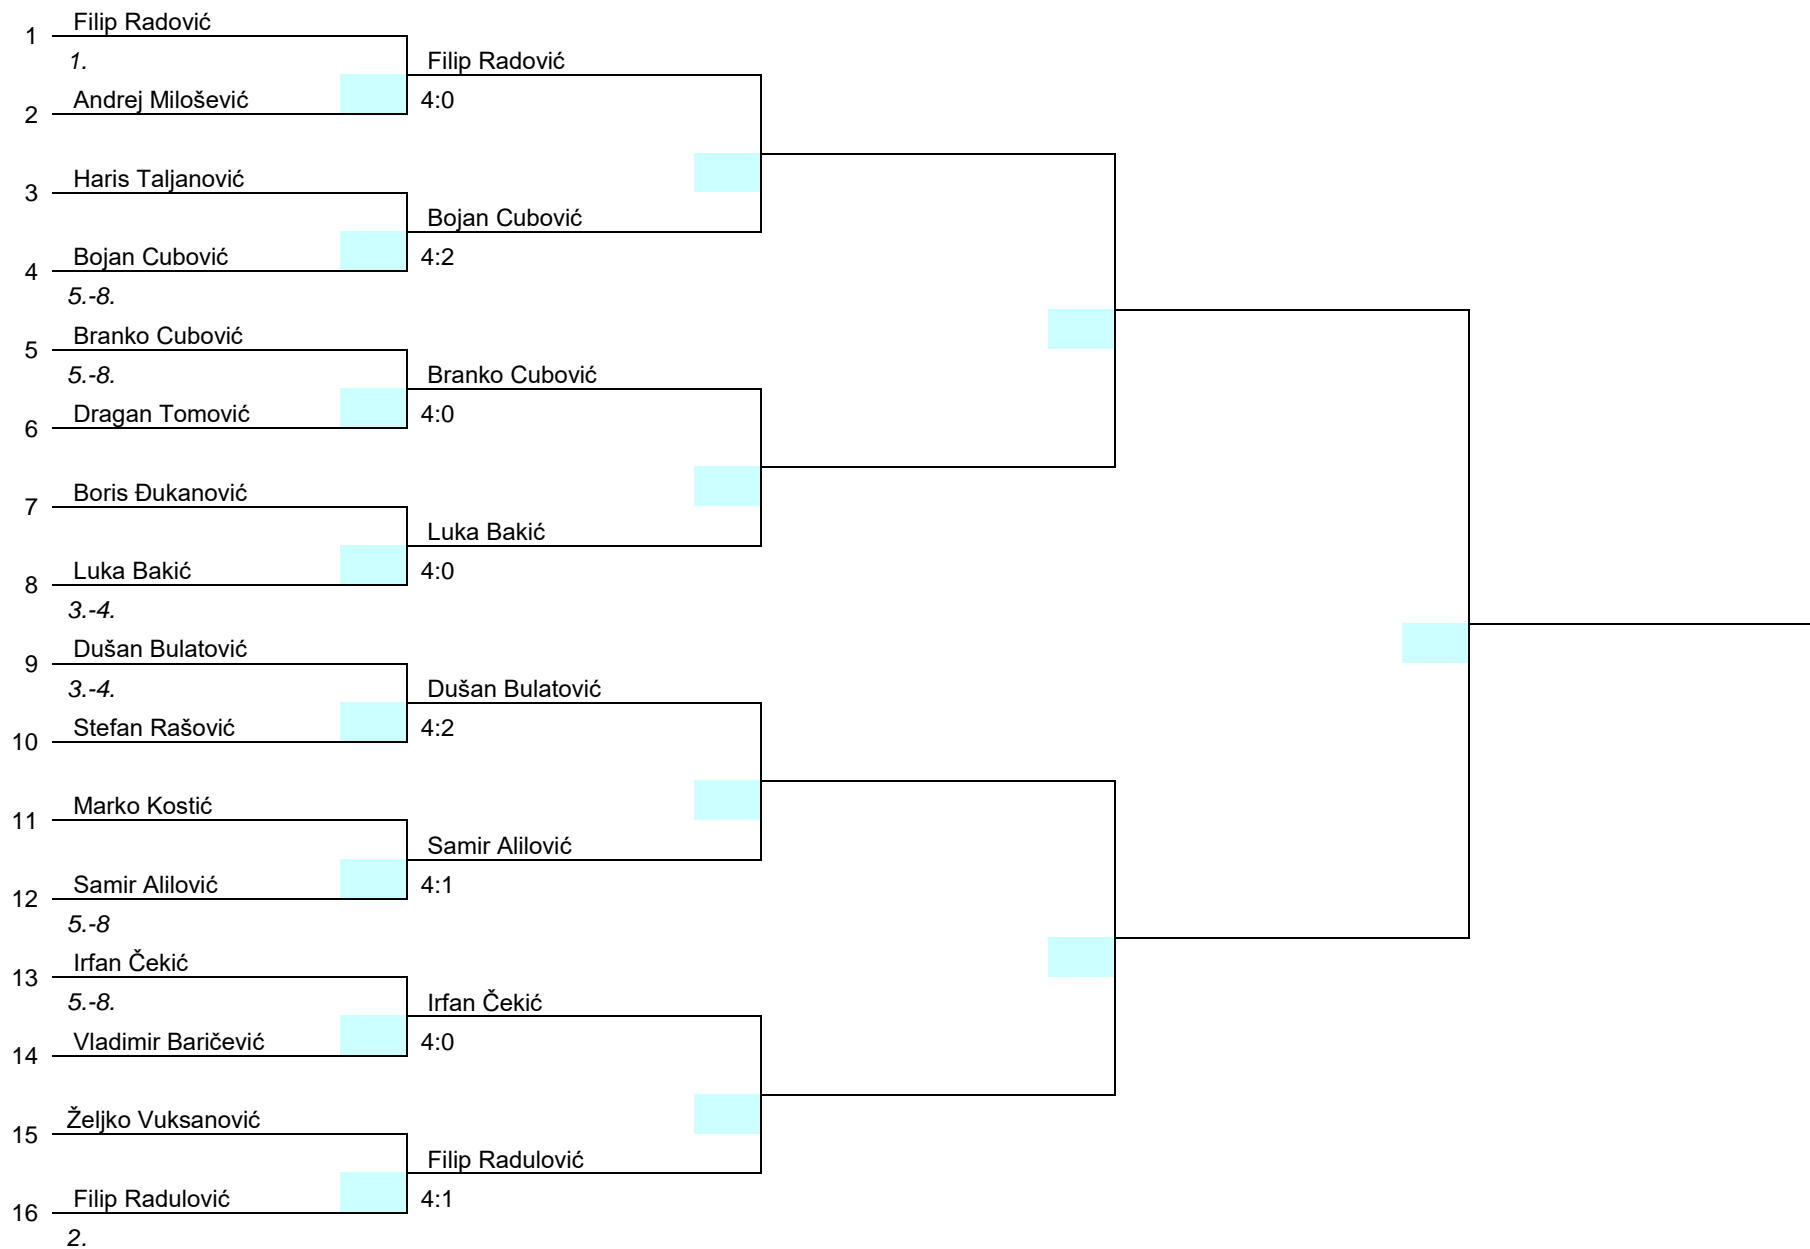 Filip Radović
1
1.
Filip Radović
Andrej Milošević
4:0
2
Haris Taljanović
3
Bojan Cubović
Bojan Cubović
4:2
4
5.-8.
Branko Cubović
5
5.-8.
Branko Cubović
Dragan Tomović
4:0
6
Boris Đukanović
7
Luka Bakić
Luka Bakić
4:0
8
3.-4.
Dušan Bulatović
9
3.-4.
Dušan Bulatović
Stefan Rašović
4:2
10
Marko Kostić
11
Samir Alilović
Samir Alilović
4:1
12
5.-8
Irfan Čekić
13
5.-8.
Irfan Čekić
Vladimir Baričević
4:0
14
Željko Vuksanović
15
Filip Radulović
Filip Radulović
4:1
16
2.